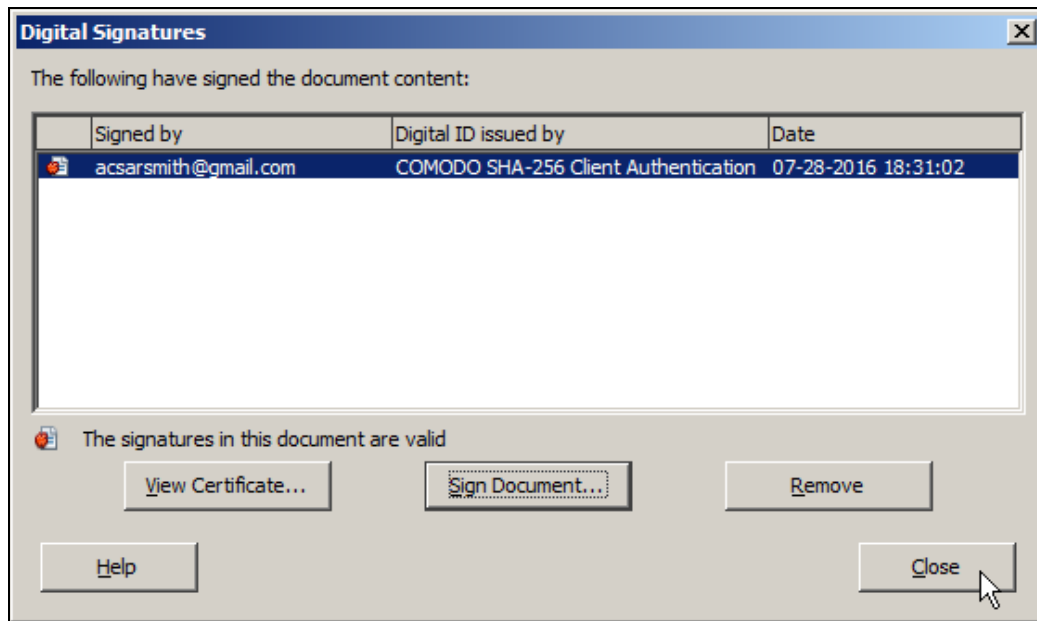 Digital Signatures
The following have signed the document content:
Signed by Digital ID issued by Date
acsarsmith@gmail.com COMODO SHA-256 Client Authentication 07-28-2016 18:31:02
The signatures in this document are valid
View Certificate... Sign Document... Remove
Help Close